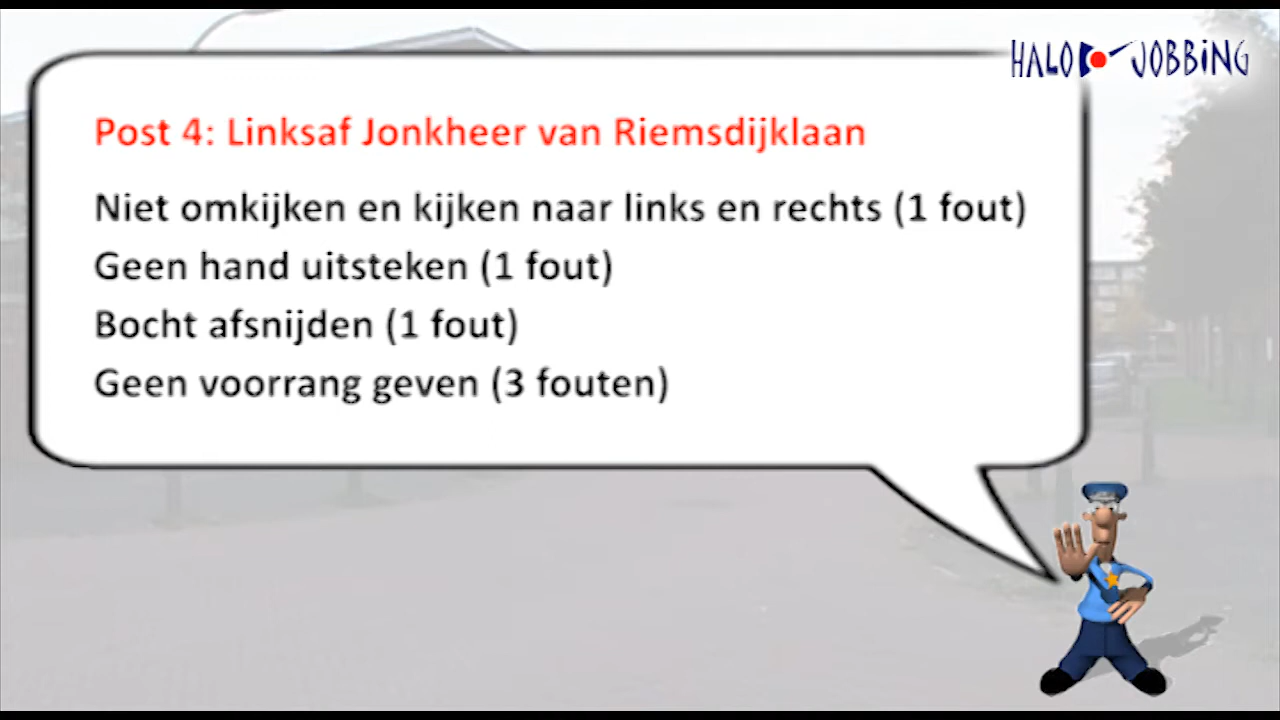 HALO JOBBiNG
Post 4: Linksaf Jonkheer van Riemsdijklaan
Niet omkijken en kijken naar links en rechts (1 fout)
Geen hand uitsteken (1 fout)
Bocht afsnijden (1 fout)
Geen voorrang geven (3 fouten)